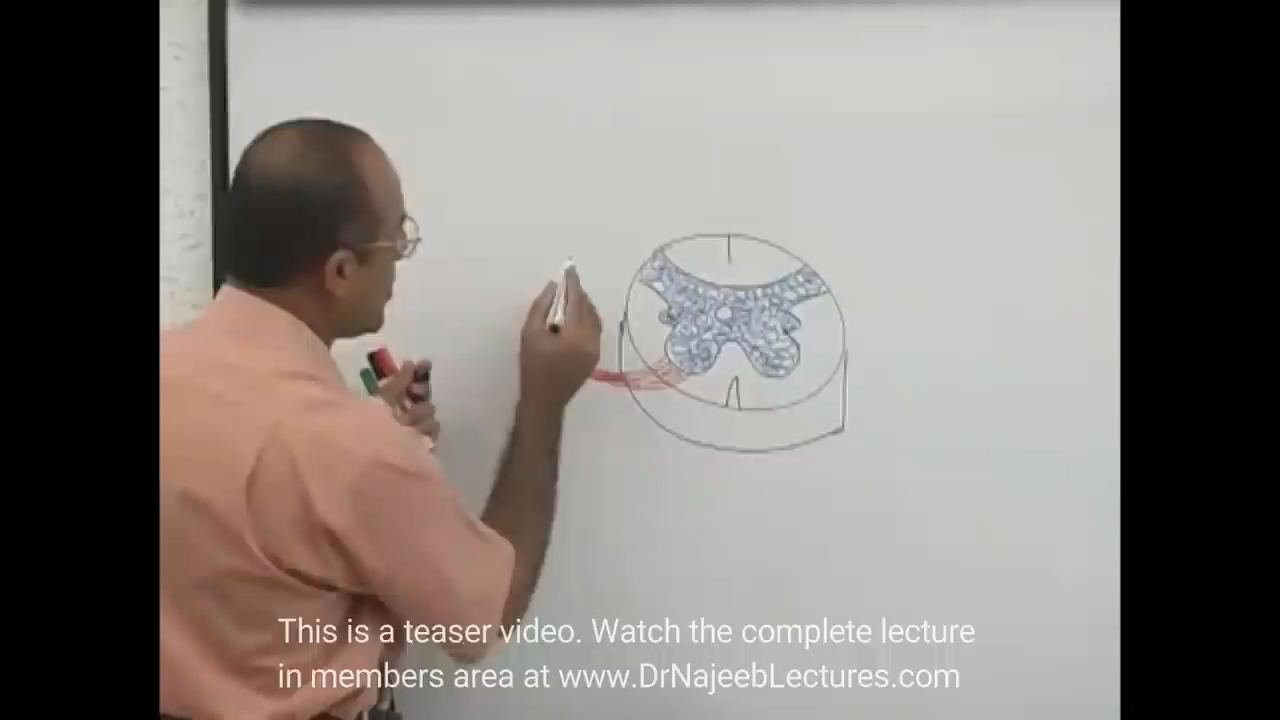 This is a teaser video. Watch the complete lecture
in members area at www.DrNajeebLectures.com